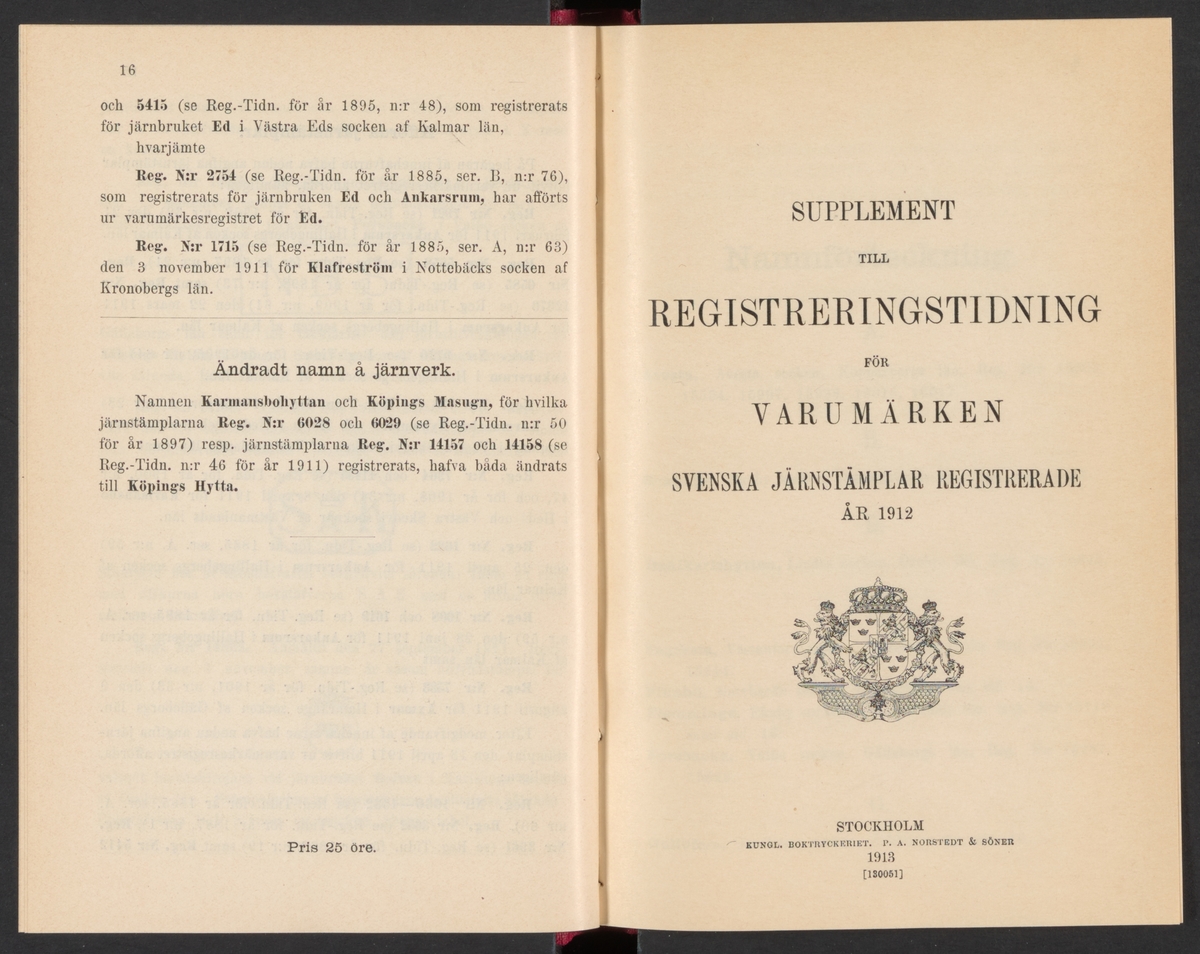 16
och 5415 (se Reg.-Tidn. för år 1895, n:r 48), som registrerats
för järnbruket Ed i Västra Eds socken af Kalmar län,
hvarjämte
Reg. N:r 2754 (se Reg.-Tidn. för år 1885, ser. B, n:r 76),
som registrerats för järnbruken Ed och Ankarsrum, har afförts
ur varumärkesregistret för Ed.
Reg. N:r 1715 (se Reg.-Tidn. för år 1885, ser. A, n:r 63)
den 3 november 1911 för Klafreström i Nottebäcks socken af
Kronobergs län.
Ändradt namn å järnverk.
Namnen Karmansbohyttan och Köpings Masugn, för hvilka
järnstämplarna Reg. N:r 6028 och 6029 (se Reg.-Tidn. n:r 50
för år 1897) resp. järnstämplarna Reg. N:r 14157 och 14158 (se
Reg.-Tidn. n:r 46 för år 1911) registrerats, hafva båda ändrats
till Köpings Hytta.
Pris 25 öre.
SUPPLEMENT
TILL
REGISTRERINGSTIDNING
FÖR
VARUMÄRKEN
SVENSKA JÄRNSTÄMPLAR REGISTRERADE
ÅR 1912
STOCKHOLM
KUNGL. BOKTRYCKERIET. P. A. NORSTEDT & SÖNER
1913
[130051]